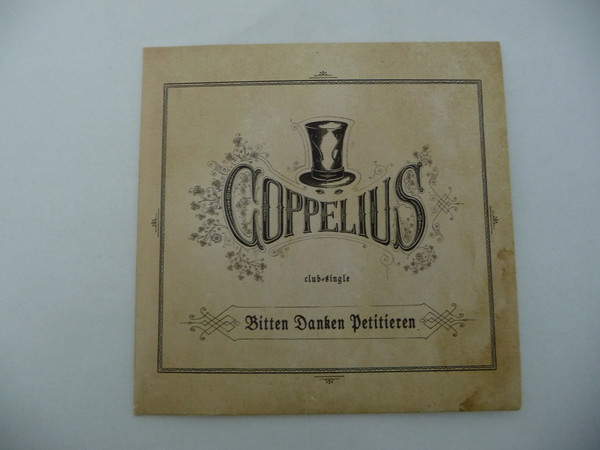 COPPELIUS
club-single
Bitten Danken Petitieren